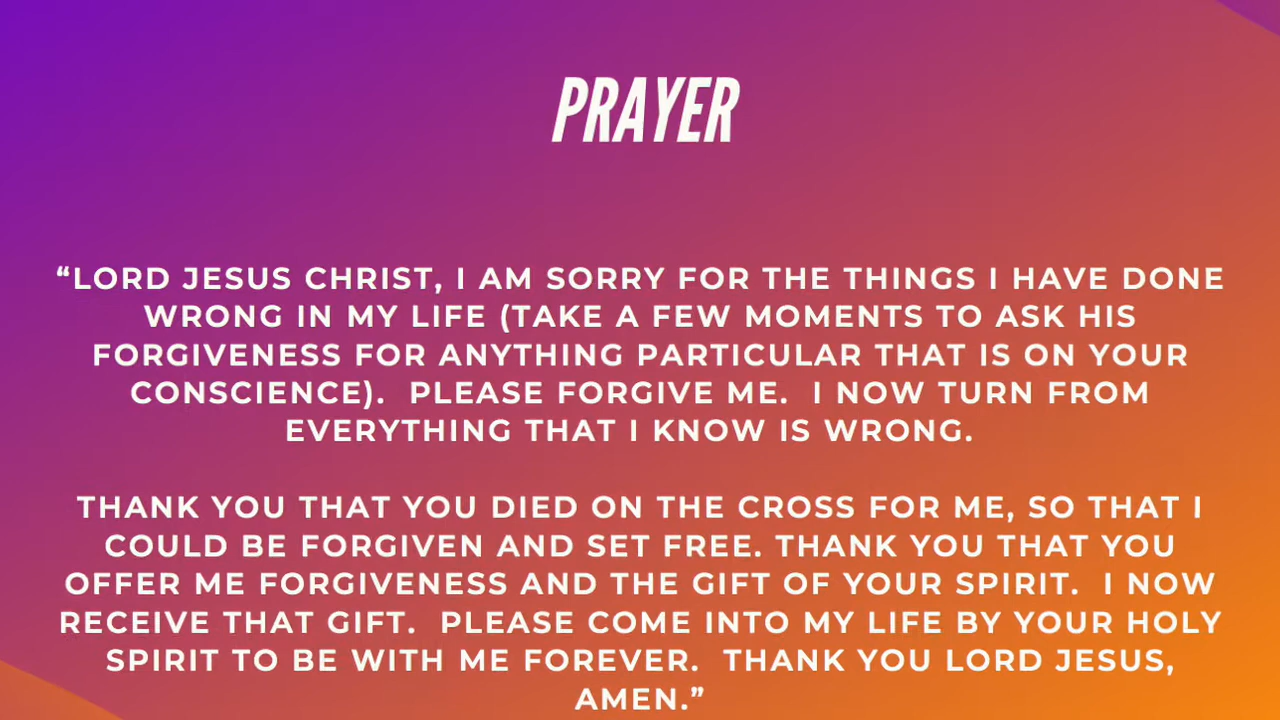 PRAYER
“LORD JESUS CHRIST, I AM SORRY FOR THE THINGS I HAVE DONE
WRONG IN MY LIFE (TAKE A FEW MOMENTS TO ASK HIS
FORGIVENESS FOR ANYTHING PARTICULAR THAT IS ON YOUR
CONSCIENCE).  PLEASE FORGIVE ME.  I NOW TURN FROM
EVERYTHING THAT I KNOW IS WRONG.
THANK YOU THAT YOU DIED ON THE CROSS FOR ME, SO THAT I
COULD BE FORGIVEN AND SET FREE. THANK YOU THAT YOU
OFFER ME FORGIVENESS AND THE GIFT OF YOUR SPIRIT.  I NOW
RECEIVE THAT GIFT.  PLEASE COME INTO MY LIFE BY YOUR HOLY
SPIRIT TO BE WITH ME FOREVER.  THANK YOU LORD JESUS,
AMEN.”